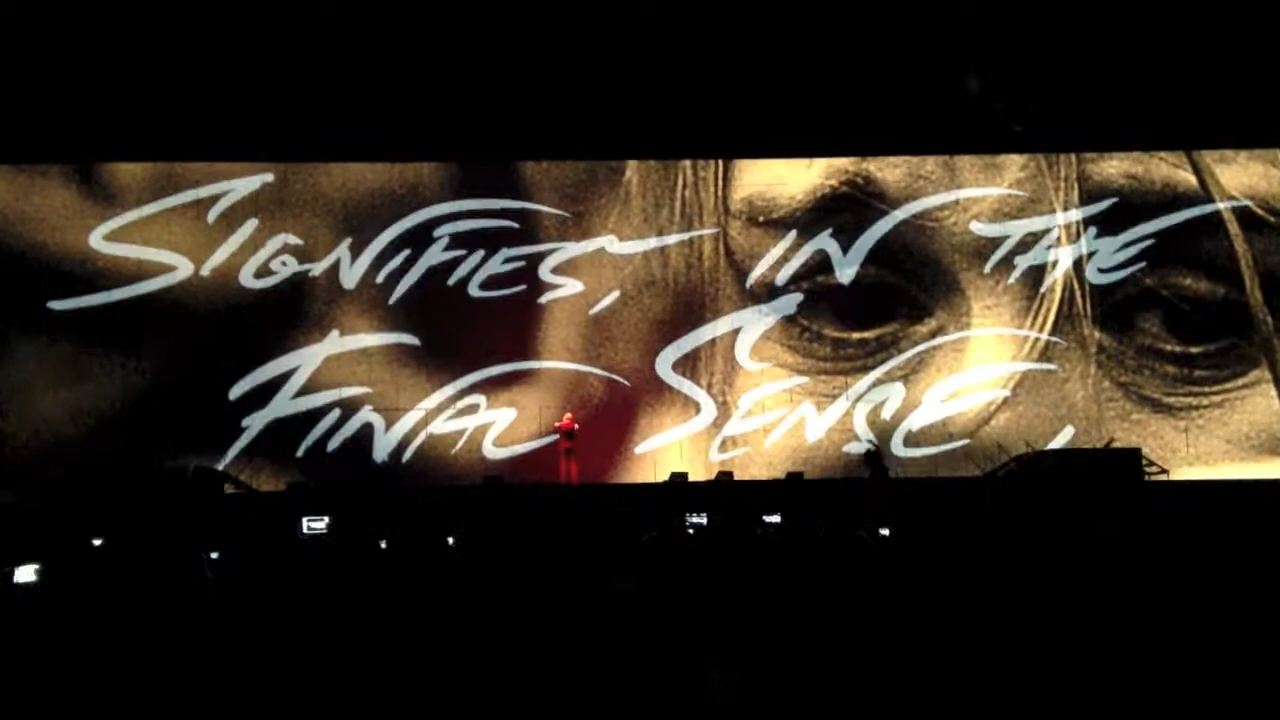 SIGNIFIES, IN THE
FINAL SENSE,